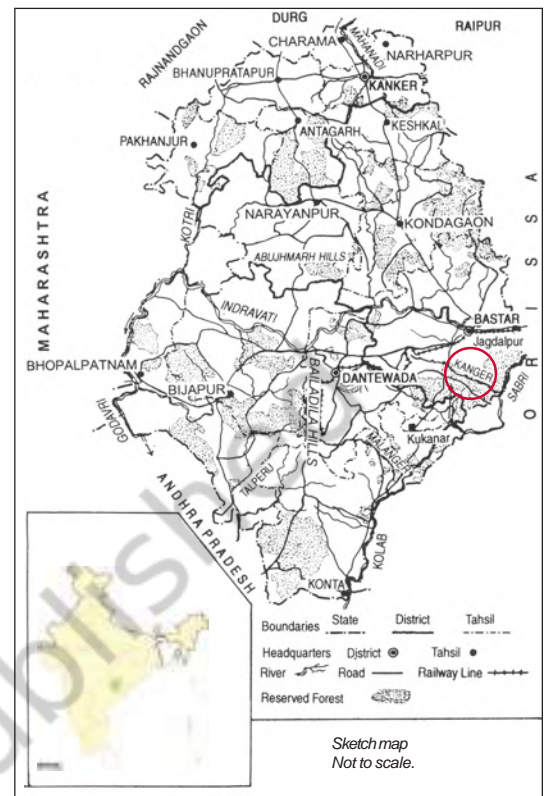 DURG
RAIPUR
RAJNANDGAON
CHARAMA
MAHANADI
NARHARPUR
BHANUPRATAPUR
KANKER
ANTAGARH
KESHKAL
PAKHANJUR
MAHARASHTRA
KOTRI
NARAYANPUR
KONDAGAON
ORISSA
ABUJHMARH HILLS
INDRAVATI
BASTAR
Jagdalpur
BHOPALPATNAM
BAILADILA HILLS
DANTEWADA
KANGER
SABRI
BIJAPUR
GODAVRI
Kukanar
MALANGER
TALPERU
ANDHRA PRADESH
KOLAB
KONTA
Boundaries State District Tahsil
Headquarters District Tahsil
River Road Railway Line
Reserved Forest
Sketch map
Not to scale.